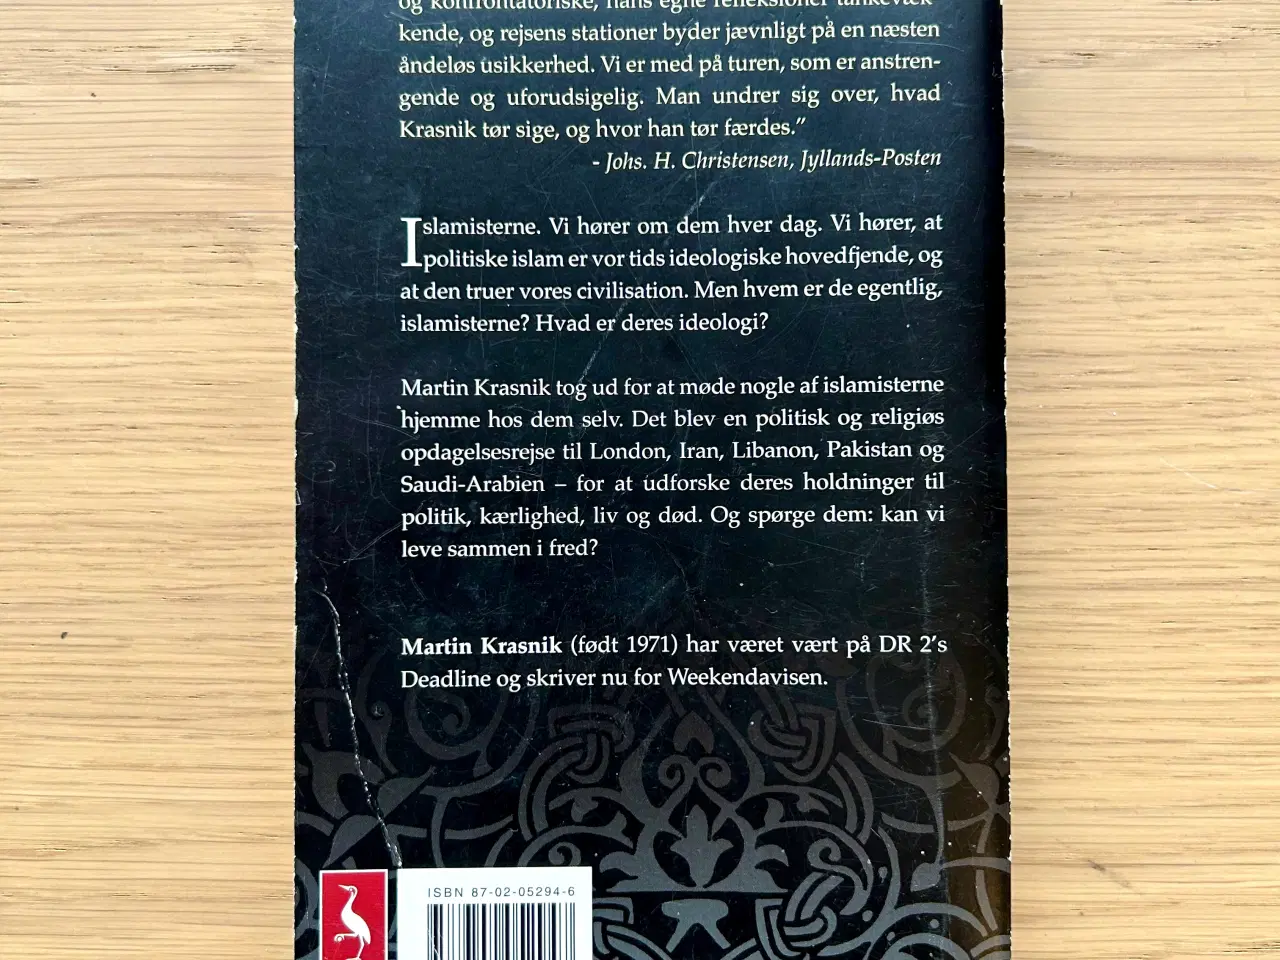 og konfrontatoriske, hans egne refleksioner tankevæk-
kende, og rejsens stationer byder jævnligt på en næsten
åndeløs usikkerhed. Vi er med på turen, som er anstren-
gende og uforudsigelig. Man undrer sig over, hvad
Krasnik tør sige, og hvor han tør færdes.”
- Johs. H. Christensen, Jyllands-Posten
Islamisterne. Vi hører om dem hver dag. Vi hører, at
politiske islam er vor tids ideologiske hovedfjende, og
at den truer vores civilisation. Men hvem er de egentlig,
islamisterne? Hvad er deres ideologi?
Martin Krasnik tog ud for at møde nogle af islamisterne
hjemme hos dem selv. Det blev en politisk og religiøs
opdagelsesrejse til London, Iran, Libanon, Pakistan og
Saudi-Arabien – for at udforske deres holdninger til
politik, kærlighed, liv og død. Og spørge dem: kan vi
leve sammen i fred?
Martin Krasnik (født 1971) har været vært på DR 2's
Deadline og skriver nu for Weekendavisen.
ISBN 87-02-05294-6